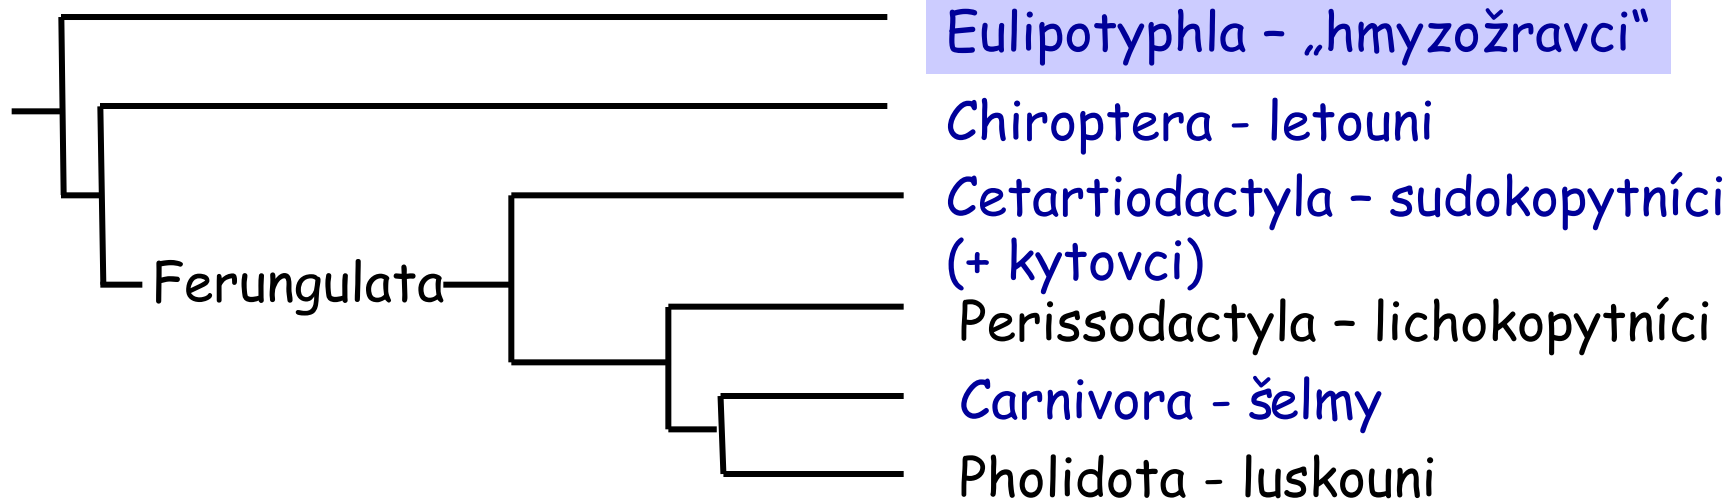 Eulipotyphla – „hmyzožravci“
Chiroptera - letouni
Cetartiodactyla – sudokopytníci
(+ kytovci)
Ferungulata
Perissodactyla – lichokopytníci
Carnivora - šelmy
Pholidota - luskouni